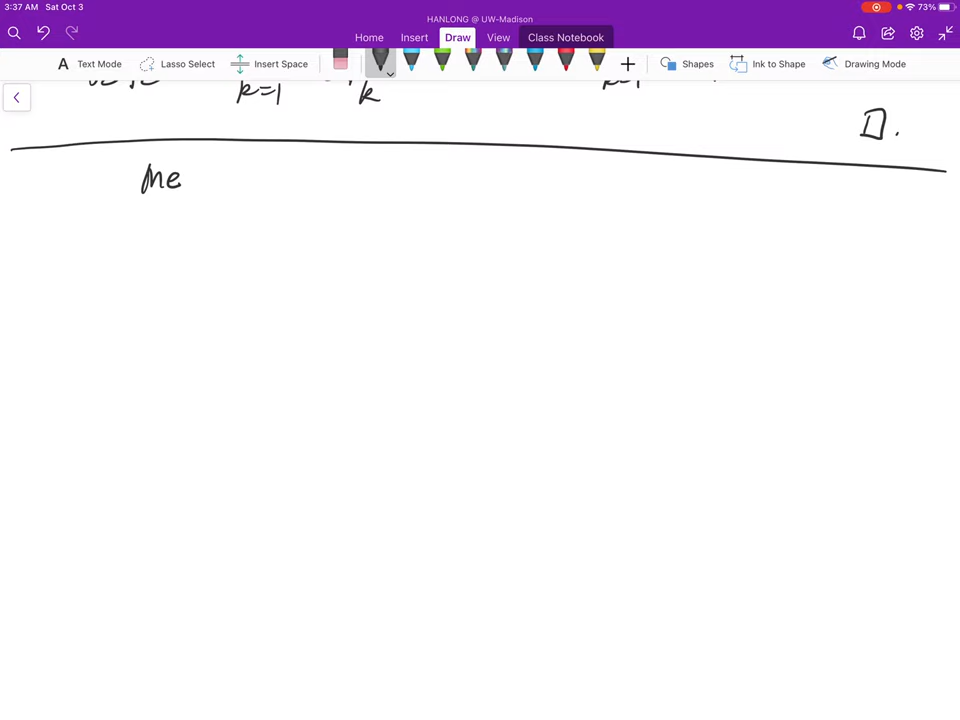 3:37 AM Sat Oct 3
73%
HANLONG @ UW-Madison
Home Insert Draw View Class Notebook
A Text Mode Lasso Select Insert Space Shapes Ink to Shape Drawing Mode
k=1 k
□.
Me